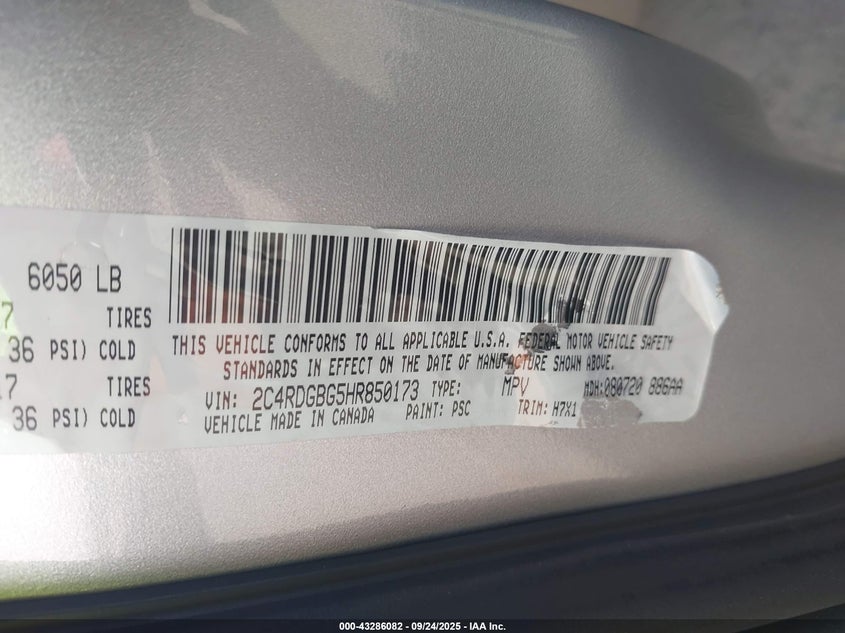 6050 LB
7 TIRES
36 PSI) COLD
17 TIRES
36 PSI) COLD
THIS VEHICLE CONFORMS TO ALL APPLICABLE U.S.A. FEDERAL MOTOR VEHICLE SAFETY
STANDARDS IN EFFECT ON THE DATE OF MANUFACTURE SHOWN ABOVE.
VIN: 2C4RDGBG5HR850173 TYPE: MPV MDH:080720 886AA
VEHICLE MADE IN CANADA PAINT: PSC TRIM: H7X1
000-43286082 - 09/24/2025 - IAA Inc.